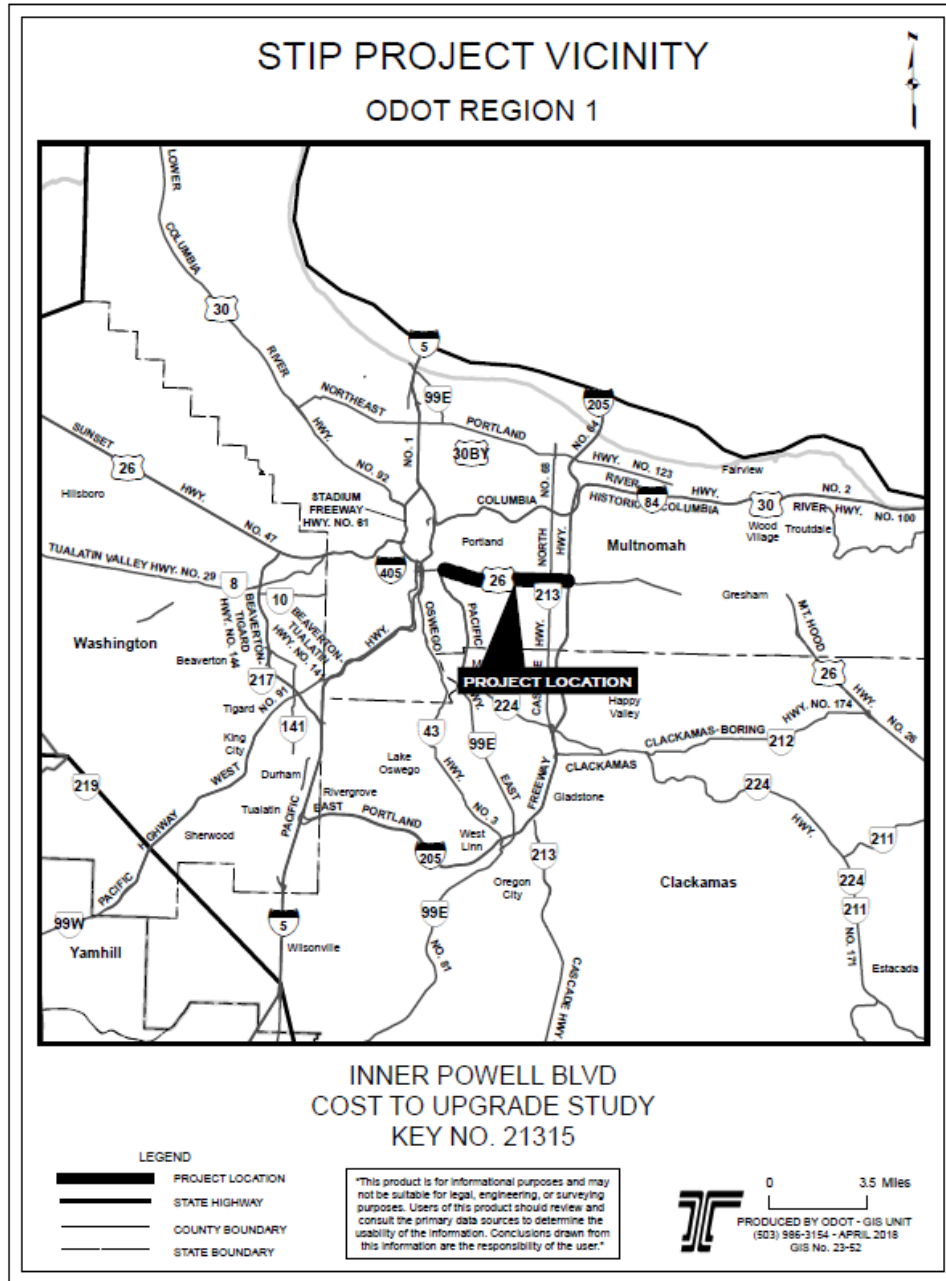 STIP PROJECT VICINITY
ODOT REGION 1
LOWER
COLUMBIA
RIVER
HWY.
NO. 92
30
5
99E
205
NORTHEAST
PORTLAND
HWY. NO. 123
NO. 1
NO. 64
30BY
NO. 68
SUNSET
26
HWY.
NO. 47
Hillsboro
STADIUM
FREEWAY
HWY. NO. 61
COLUMBIA
RIVER
HWY.
NO. 2
HISTORIC
COLUMBIA
RIVER
HWY.
NO. 100
84
30
Fairview
Wood
Village
Troutdale
Portland
NORTH
HWY.
Multnomah
TUALATIN VALLEY HWY. NO. 29
8
10
405
26
213
Gresham
BEAVERTON-
TIGARD
HWY. NO. 144
BEAVERTON-
TUALATIN
HWY. NO. 141
HWY.
OSWEGO
PACIFIC
HWY.
MT. HOOD
26
HWY.
NO. 26
Washington
Beaverton
217
NO. 91
PROJECT LOCATION
Happy
Valley
224
Tigard
141
43
99E
King
City
WEST
CLACKAMAS-BORING
HWY. NO. 174
212
CLACKAMAS
219
Durham
Lake
Oswego
HWY.
NO. 3
EAST
FREEWAY
Gladstone
224
HWY.
Tualatin
Rivergrove
PACIFIC
EAST
PORTLAND
West
Linn
HIGHWAY
Sherwood
205
213
211
Oregon
City
Clackamas
PACIFIC
224
99W
5
99E
211
Yamhill
Wilsonville
NO. 81
CASCADE HWY.
NO. 171
Estacada
INNER POWELL BLVD
COST TO UPGRADE STUDY
KEY NO. 21315
LEGEND
PROJECT LOCATION
STATE HIGHWAY
COUNTY BOUNDARY
STATE BOUNDARY
"This product is for informational purposes and may
not be suitable for legal, engineering, or surveying
purposes. Users of this product should review and
consult the primary data sources to determine the
usability of the information. Conclusions drawn from
this information are the responsibility of the user."
0 3.5 Miles
PRODUCED BY ODOT - GIS UNIT
(503) 986-3154 - APRIL 2018
GIS No. 23-52